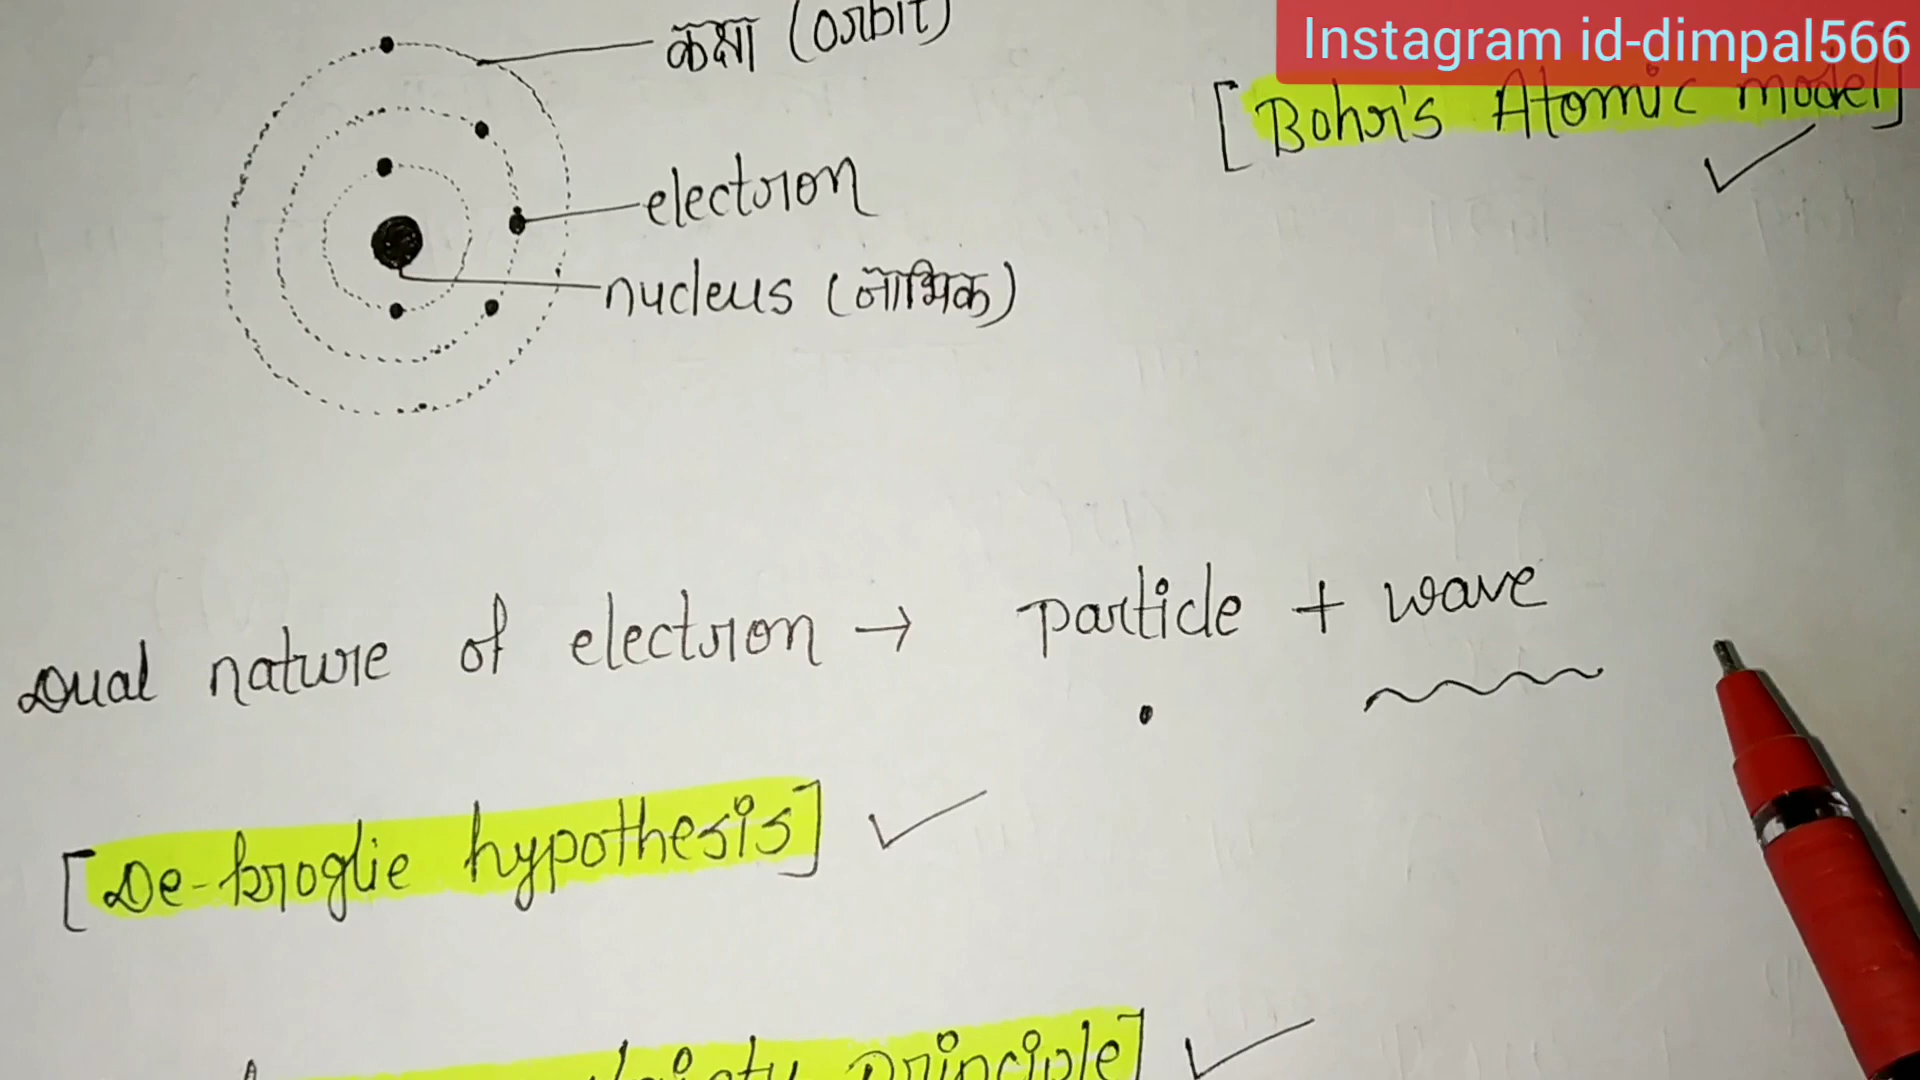 Instagram id-dimpal566
कक्षा (orbit)
[Bohr's Atomic model]
electron
nucleus (नाभिक)
Dual nature of electron → particle + wave
[De-broglie hypothesis]
principle]